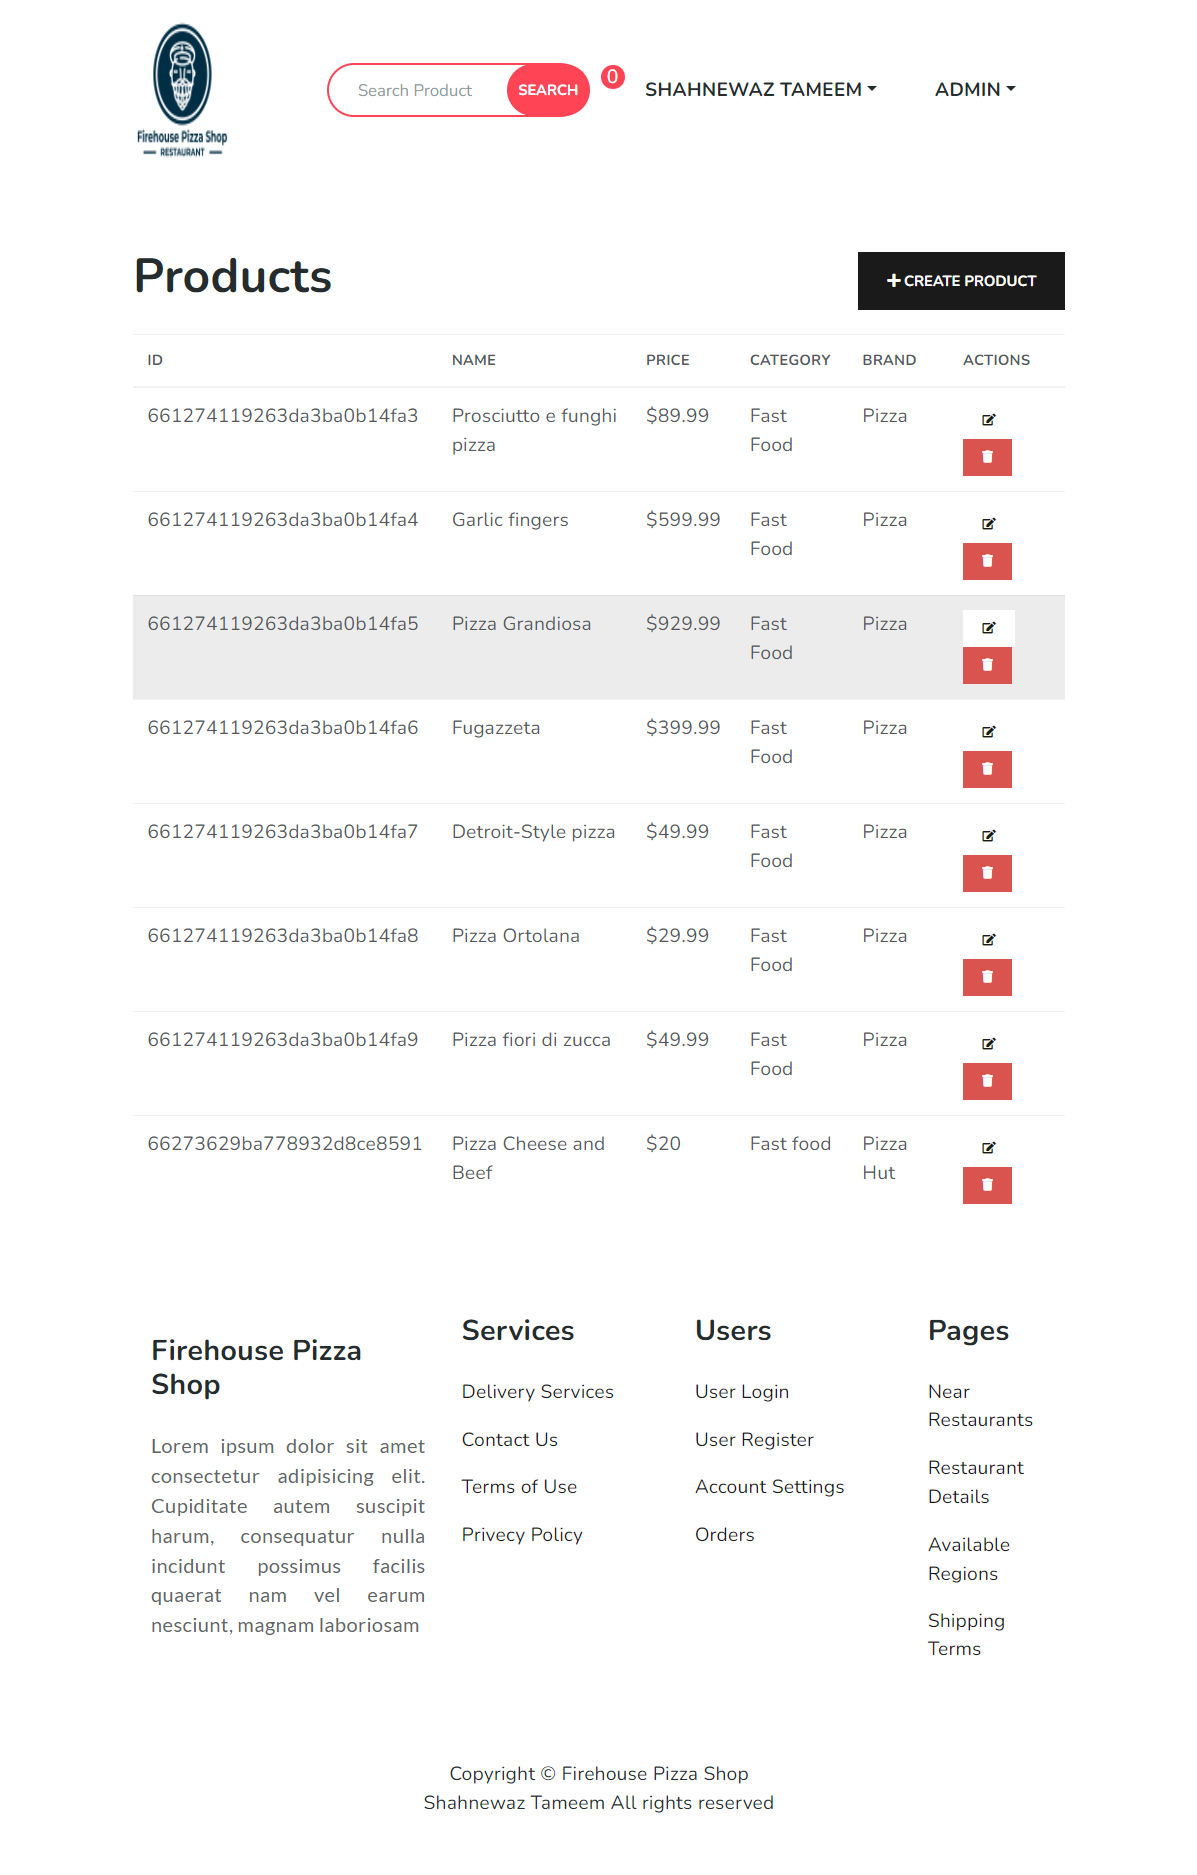 Firehouse Pizza Shop
RESTAURANT
Search Product
SEARCH
0
SHAHNEWAZ TAMEEM
ADMIN
Products
CREATE PRODUCT
ID NAME PRICE CATEGORY BRAND ACTIONS
661274119263da3ba0b14fa3 Prosciutto e funghi $89.99 Fast Pizza
pizza Food
661274119263da3ba0b14fa4 Garlic fingers $599.99 Fast Pizza
Food
661274119263da3ba0b14fa5 Pizza Grandiosa $929.99 Fast Pizza
Food
661274119263da3ba0b14fa6 Fugazzeta $399.99 Fast Pizza
Food
661274119263da3ba0b14fa7 Detroit-Style pizza $49.99 Fast Pizza
Food
661274119263da3ba0b14fa8 Pizza Ortolana $29.99 Fast Pizza
Food
661274119263da3ba0b14fa9 Pizza fiori di zucca $49.99 Fast Pizza
Food
66273629ba778932d8ce8591 Pizza Cheese and $20 Fast food Pizza
Beef Hut
Firehouse Pizza
Shop
Lorem ipsum dolor sit amet
consectetur adipisicing elit.
Cupiditate autem suscipit
harum, consequatur nulla
incidunt possimus facilis
quaerat nam vel earum
nesciunt, magnam laboriosam
Services
Delivery Services
Contact Us
Terms of Use
Privecy Policy
Users
User Login
User Register
Account Settings
Orders
Pages
Near
Restaurants
Restaurant
Details
Available
Regions
Shipping
Terms
Copyright © Firehouse Pizza Shop
Shahnewaz Tameem All rights reserved